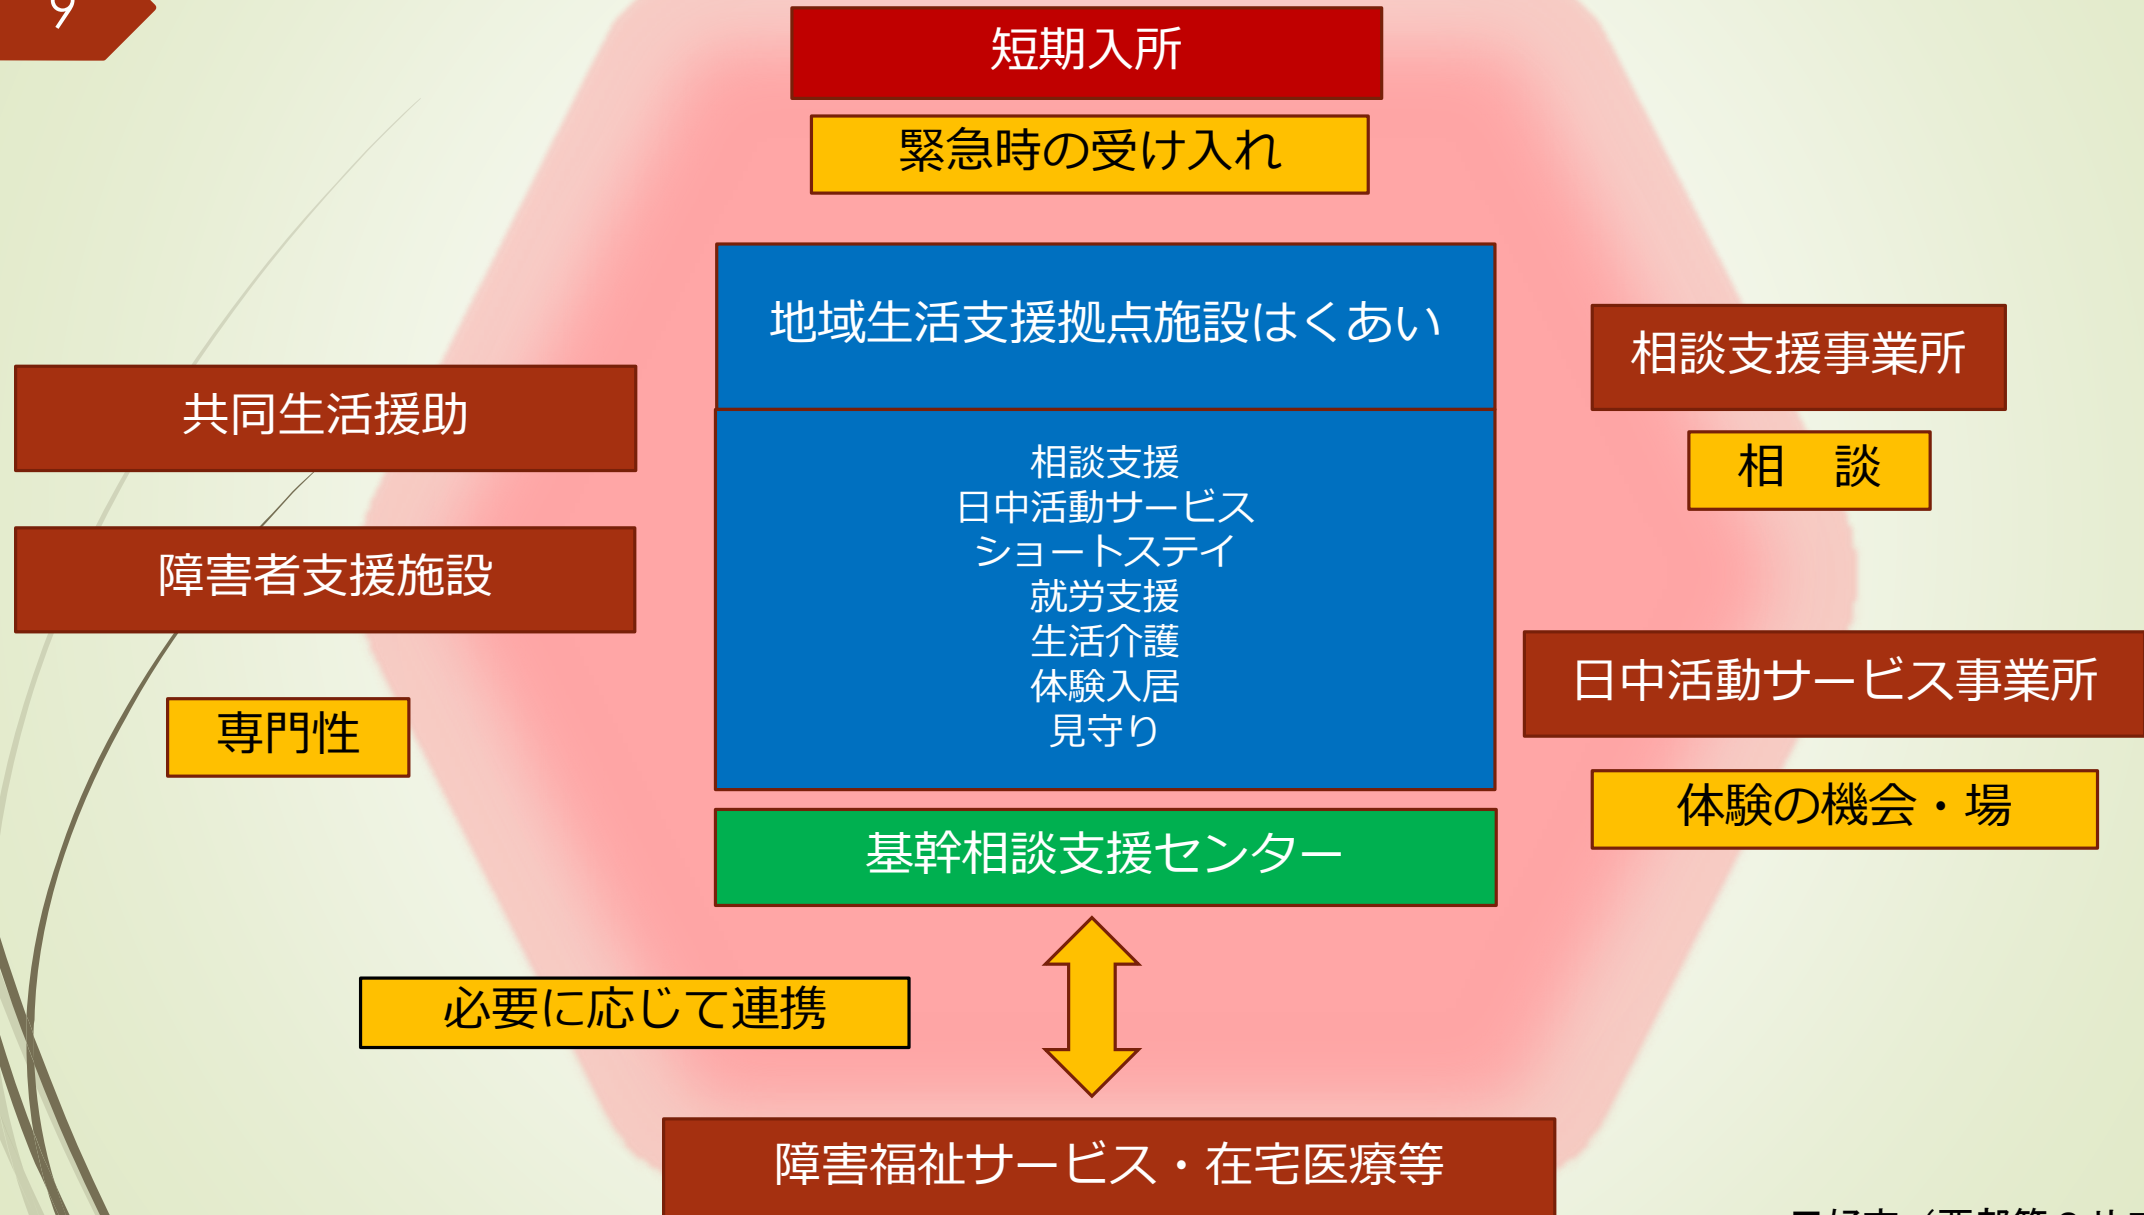 9
短期入所
緊急時の受け入れ
地域生活支援拠点施設はくあい
相談支援
日中活動サービス
ショートステイ
就労支援
生活介護
体験入居
見守り
基幹相談支援センター
共同生活援助
障害者支援施設
専門性
相談支援事業所
相　談
日中活動サービス事業所
体験の機会・場
必要に応じて連携
障害福祉サービス・在宅医療等